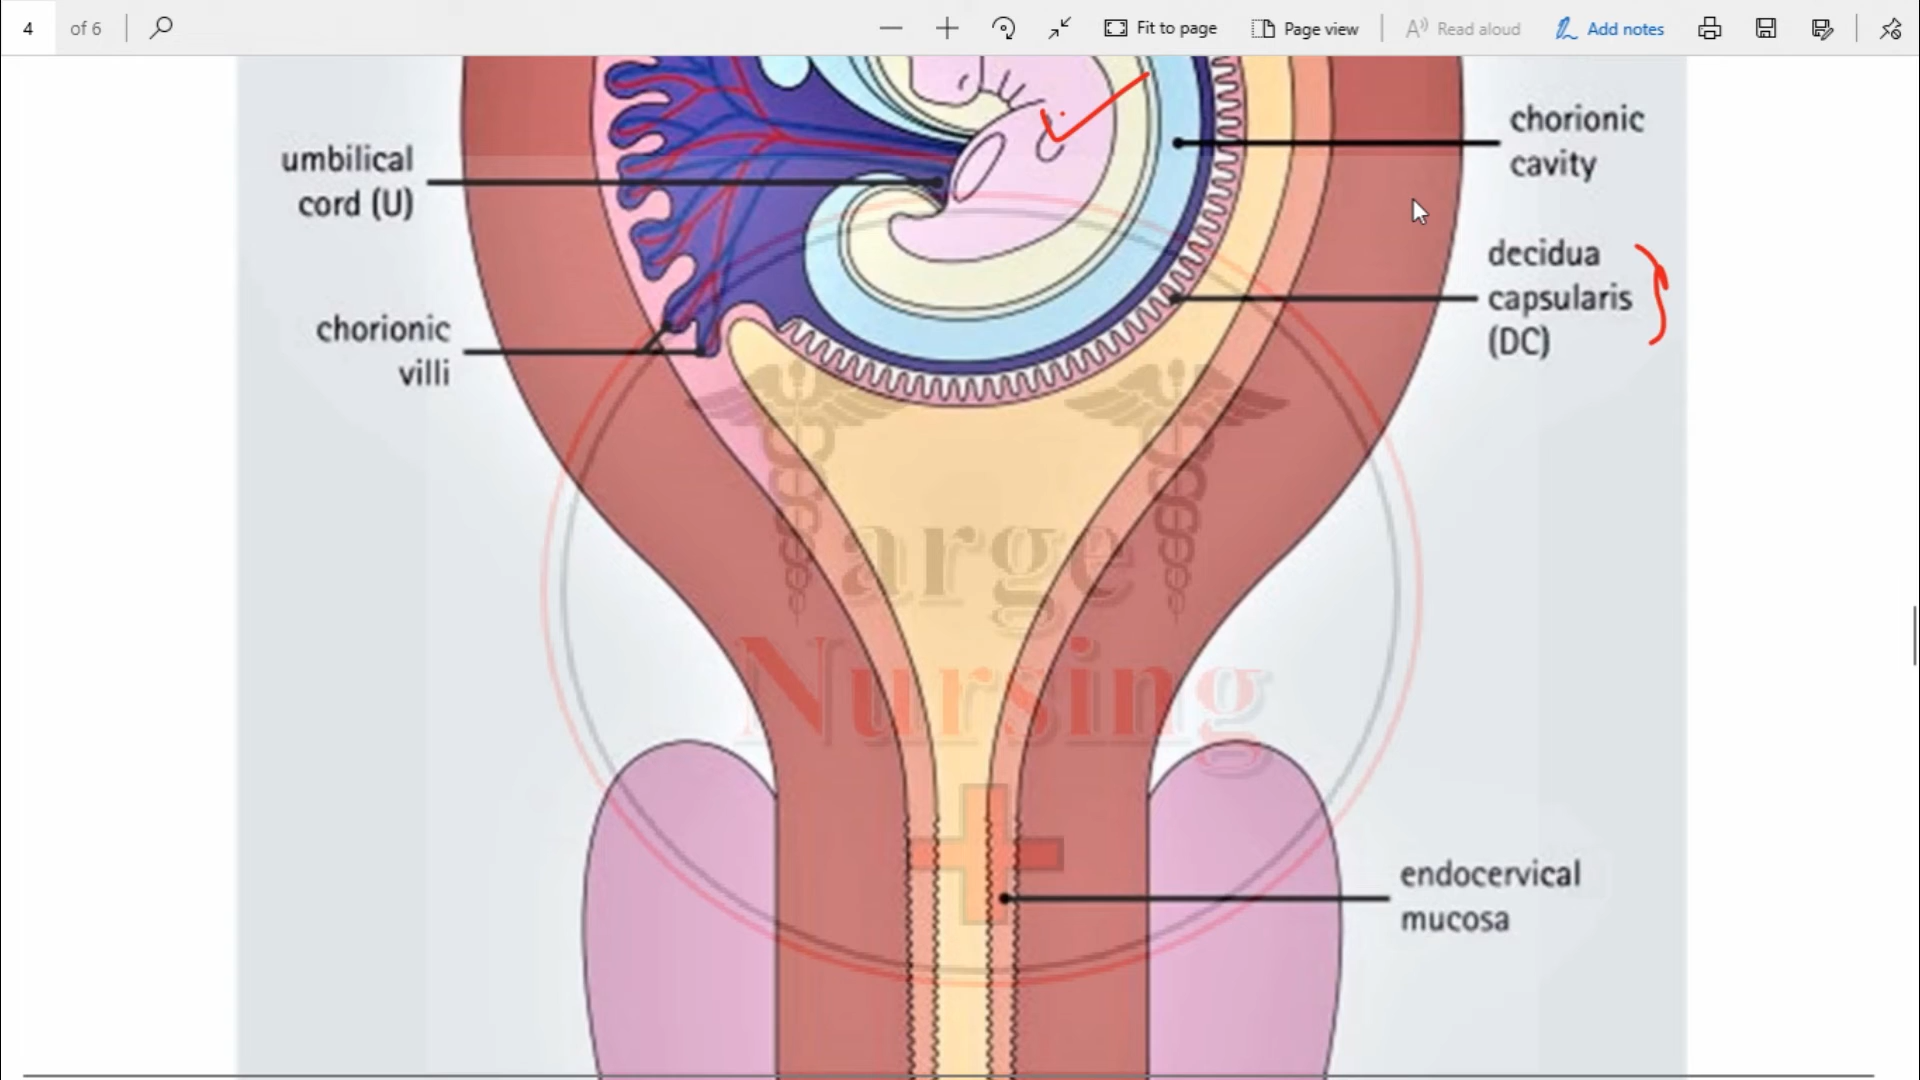 4 of 6 Fit to page Page view Read aloud Add notes
chorionic
cavity
umbilical
cord (U)
decidua
capsularis
(DC)
chorionic
villi
arge
Nursing
endocervical
mucosa